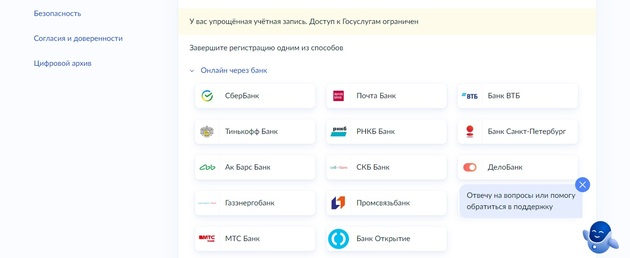 Безопасность
Согласия и доверенности
Цифровой архив
У вас упрощённая учётная запись. Доступ к Госуслугам ограничен
Завершите регистрацию одним из способов
Онлайн через банк
СберБанк
Почта Банк
ВТБ
Банк ВТБ
Тинькофф Банк
РНКБ
РНКБ Банк
Банк Санкт-Петербург
Ак Барс Банк
СКБ Банк
ДелоБанк
Газэнергобанк
Промсвязьбанк
Отвечу на вопросы или помогу
обратиться в поддержку
МТС
МТС Банк
Банк Открытие